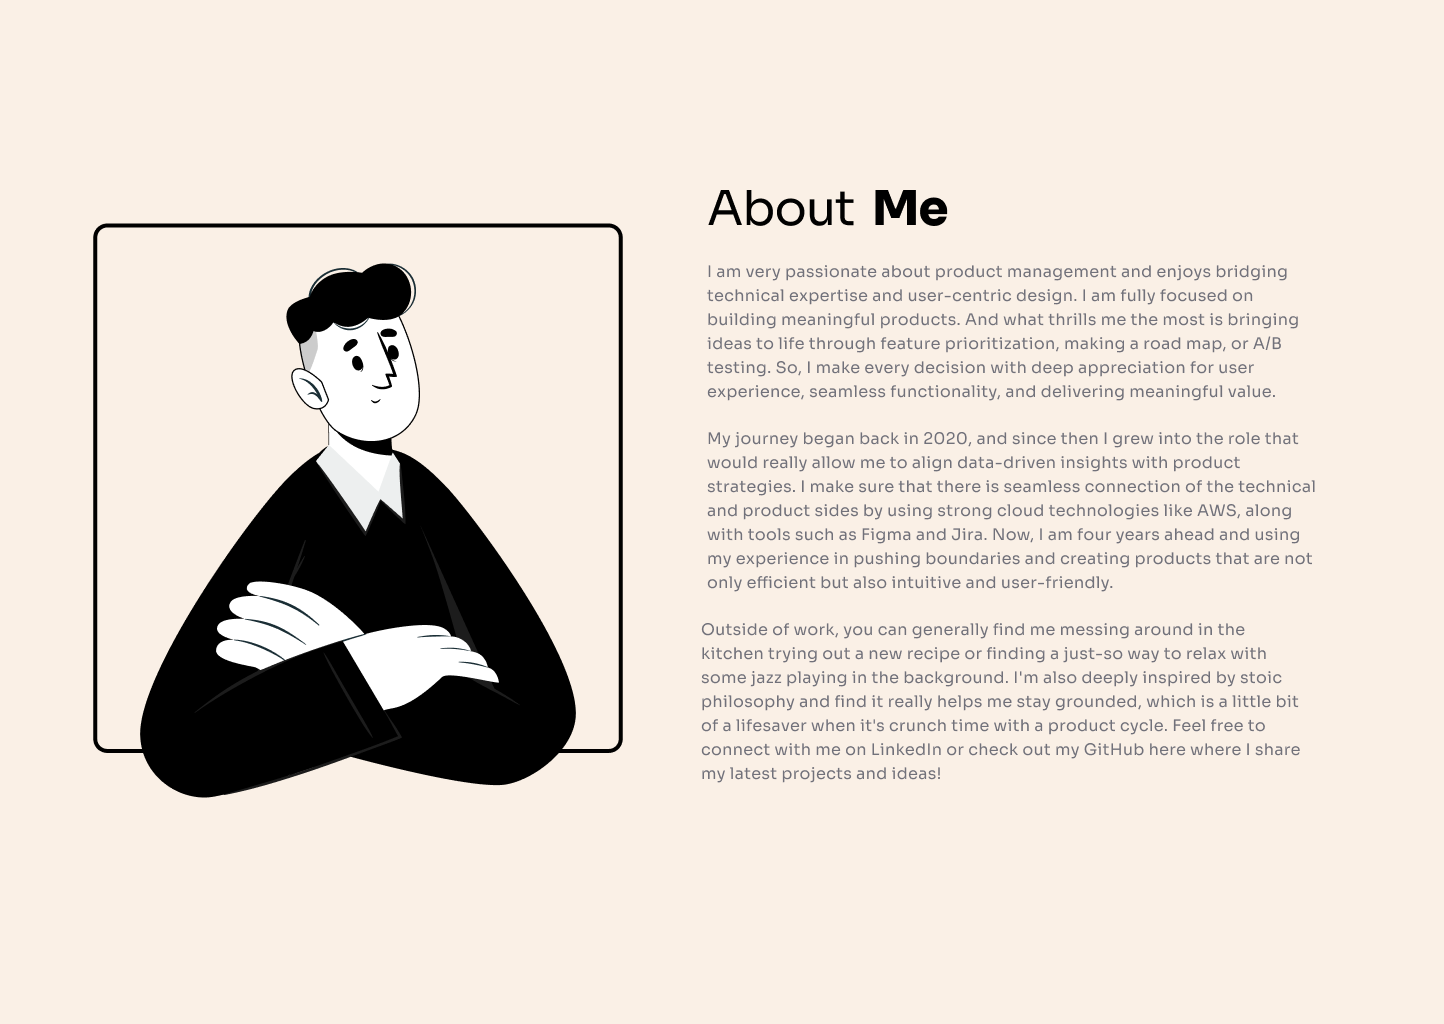 About Me
I am very passionate about product management and enjoys bridging
technical expertise and user-centric design. I am fully focused on
building meaningful products. And what thrills me the most is bringing
ideas to life through feature prioritization, making a road map, or A/B
testing. So, I make every decision with deep appreciation for user
experience, seamless functionality, and delivering meaningful value.
My journey began back in 2020, and since then I grew into the role that
would really allow me to align data-driven insights with product
strategies. I make sure that there is seamless connection of the technical
and product sides by using strong cloud technologies like AWS, along
with tools such as Figma and Jira. Now, I am four years ahead and using
my experience in pushing boundaries and creating products that are not
only efficient but also intuitive and user-friendly.
Outside of work, you can generally find me messing around in the
kitchen trying out a new recipe or finding a just-so way to relax with
some jazz playing in the background. I'm also deeply inspired by stoic
philosophy and find it really helps me stay grounded, which is a little bit
of a lifesaver when it's crunch time with a product cycle. Feel free to
connect with me on LinkedIn or check out my GitHub here where I share
my latest projects and ideas!